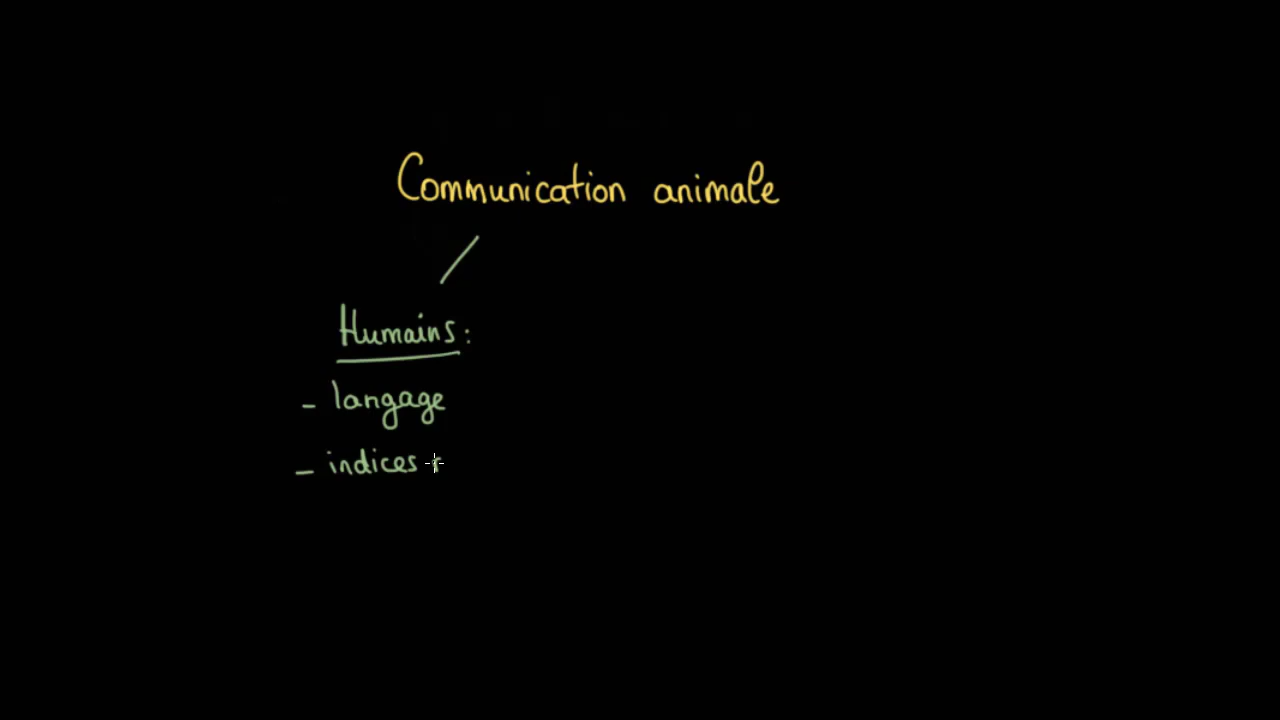 Communication animale
Humains :
- langage
- indices